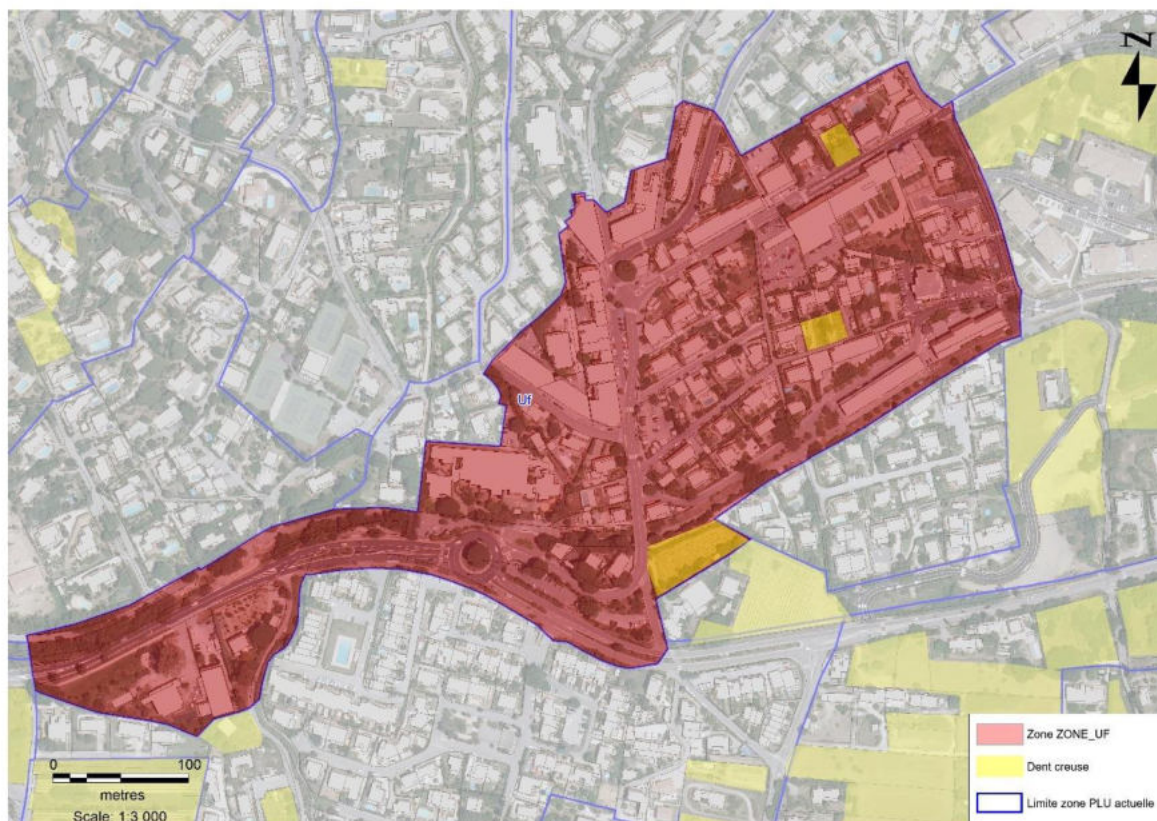 N
Uf
Zone ZONE_UF
Dent creuse
Limite zone PLU actuelle
0 100
metres
Scale: 1:3 000